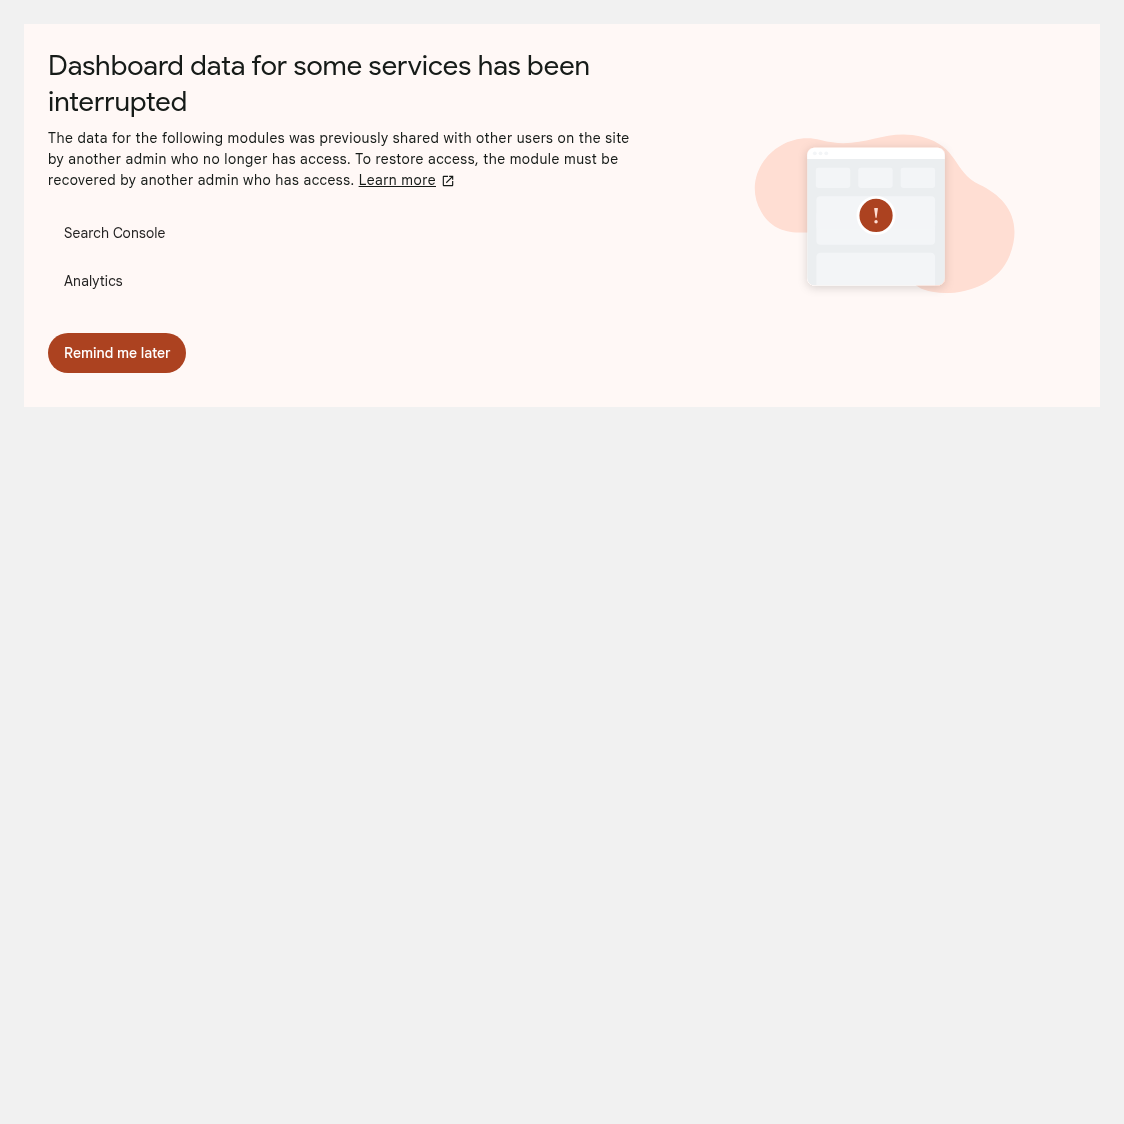 Dashboard data for some services has been
interrupted
The data for the following modules was previously shared with other users on the site
by another admin who no longer has access. To restore access, the module must be
recovered by another admin who has access. Learn more
Search Console
Analytics
Remind me later